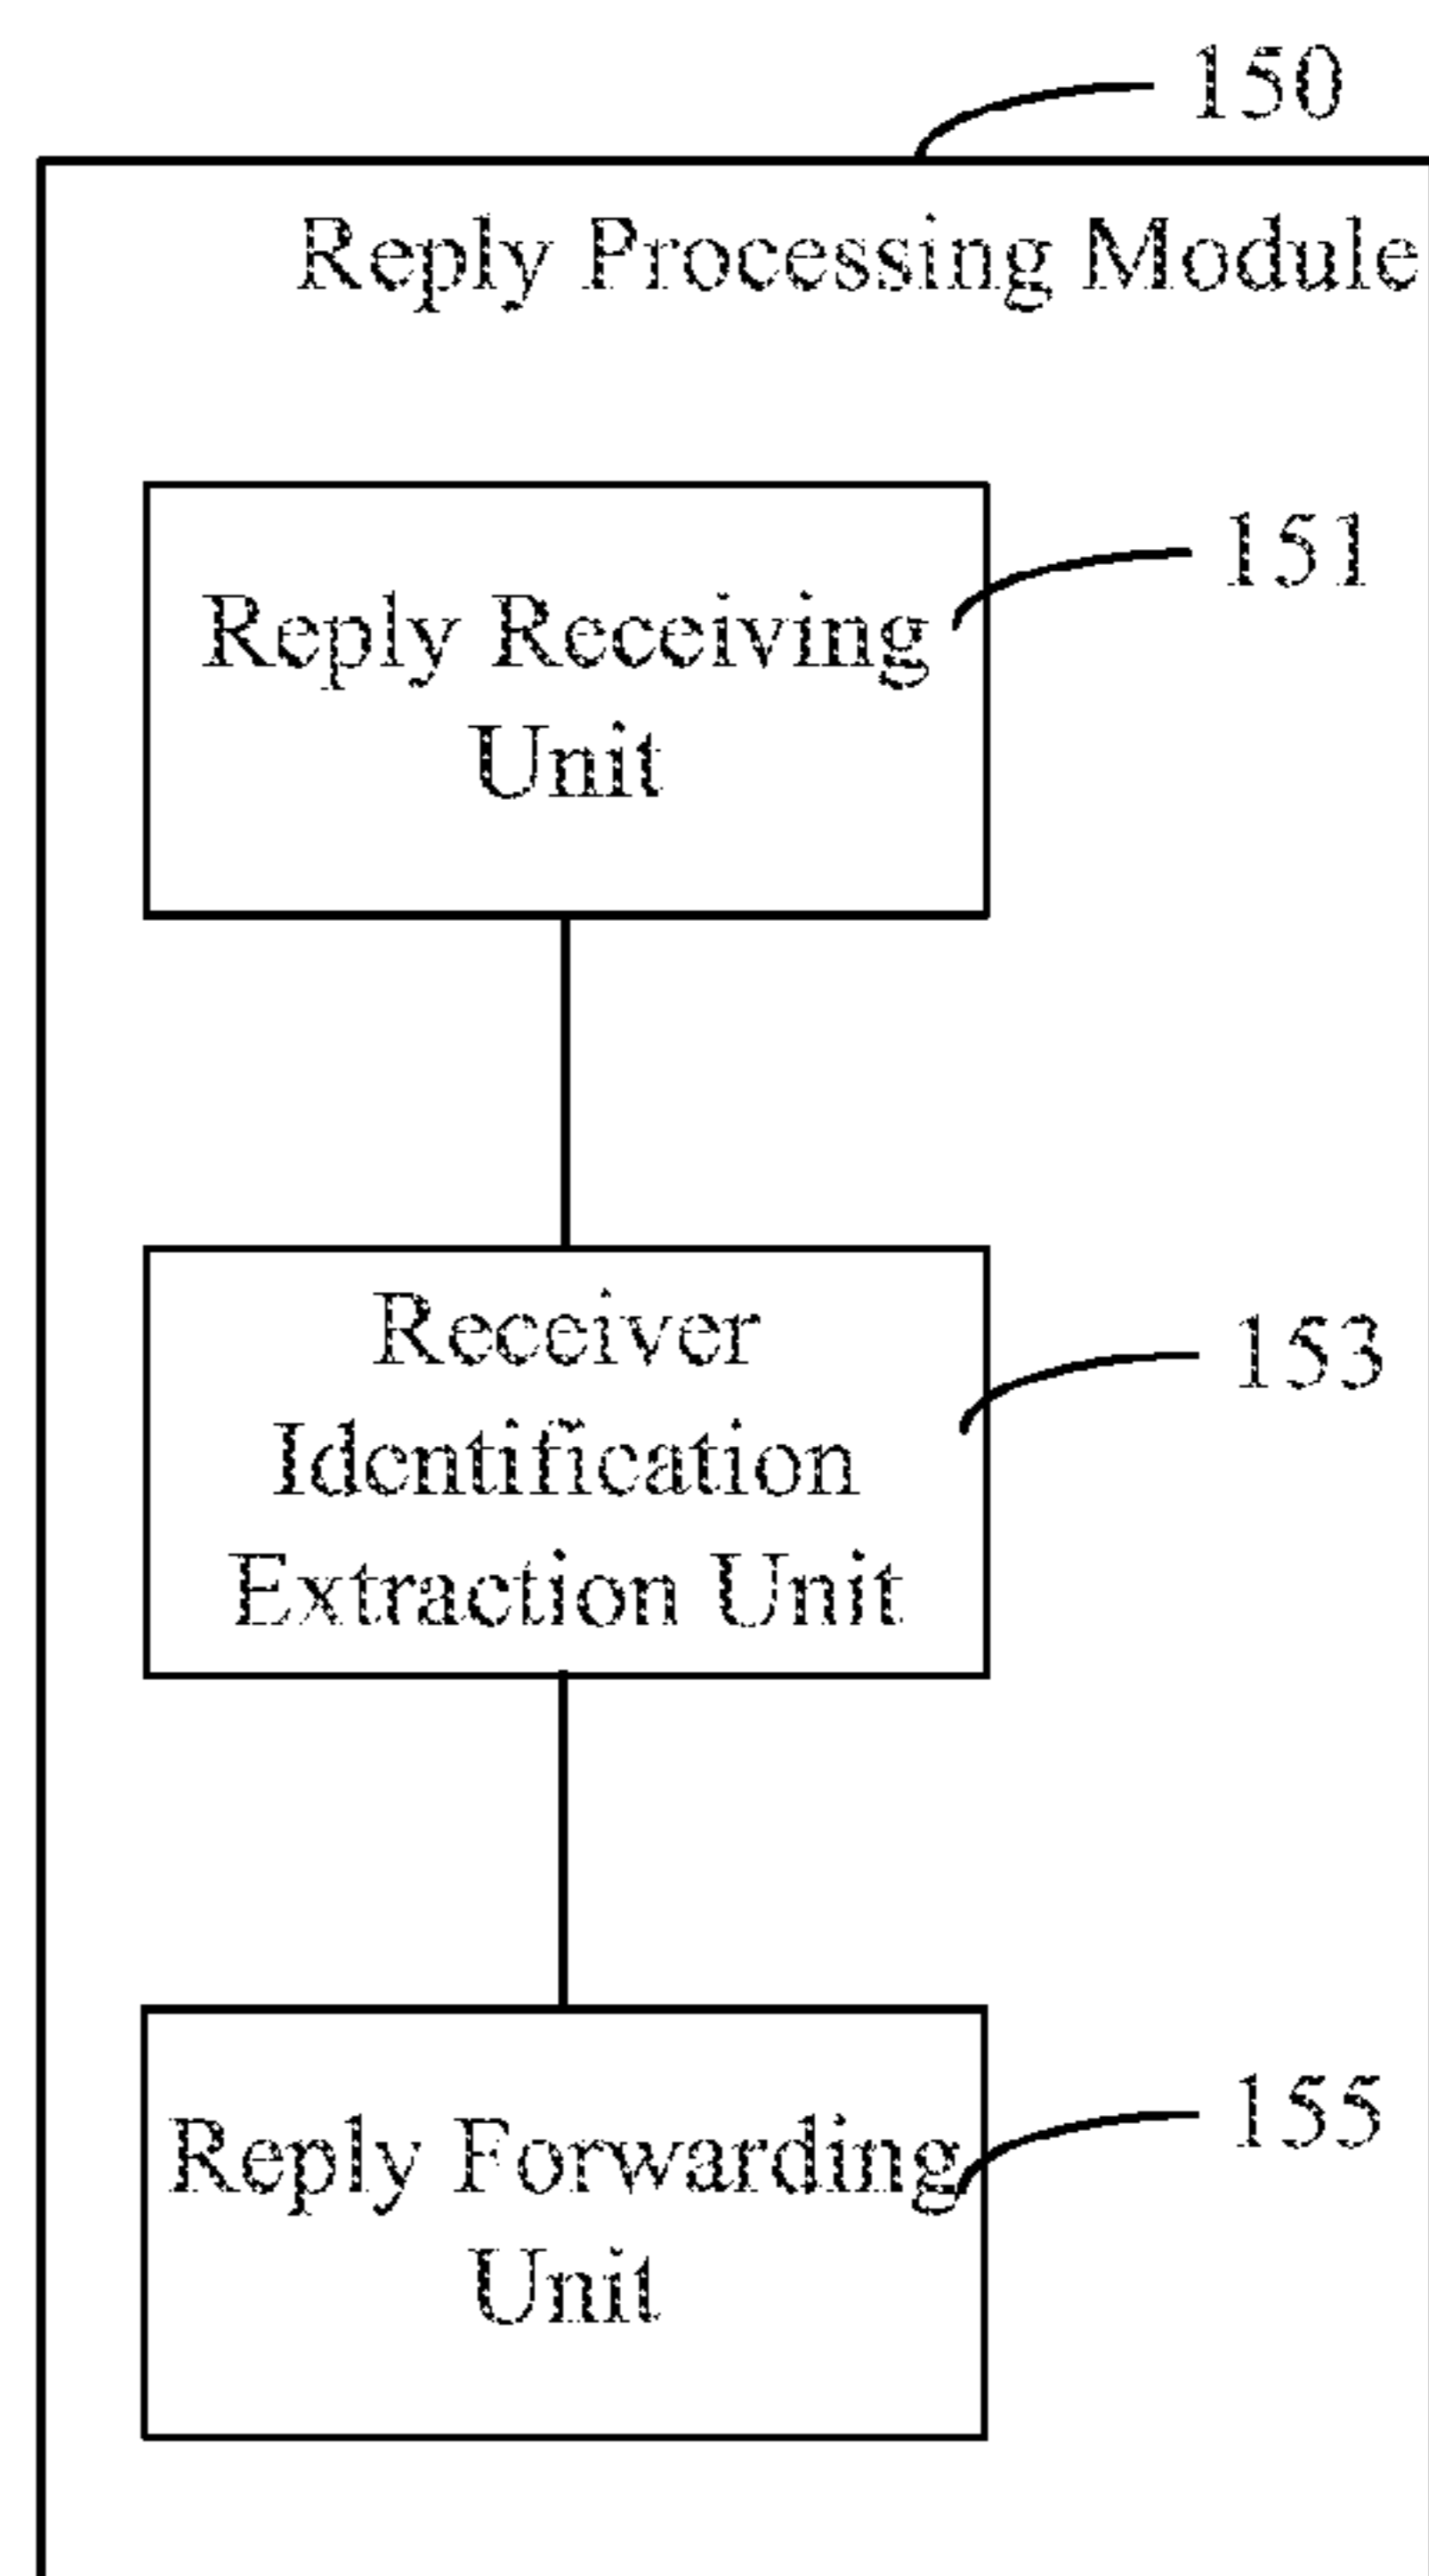 150
Reply Processing Module
151
Reply Receiving
Unit
Receiver
153
Identification
Extraction Unit
155
Reply Forwarding
Unit